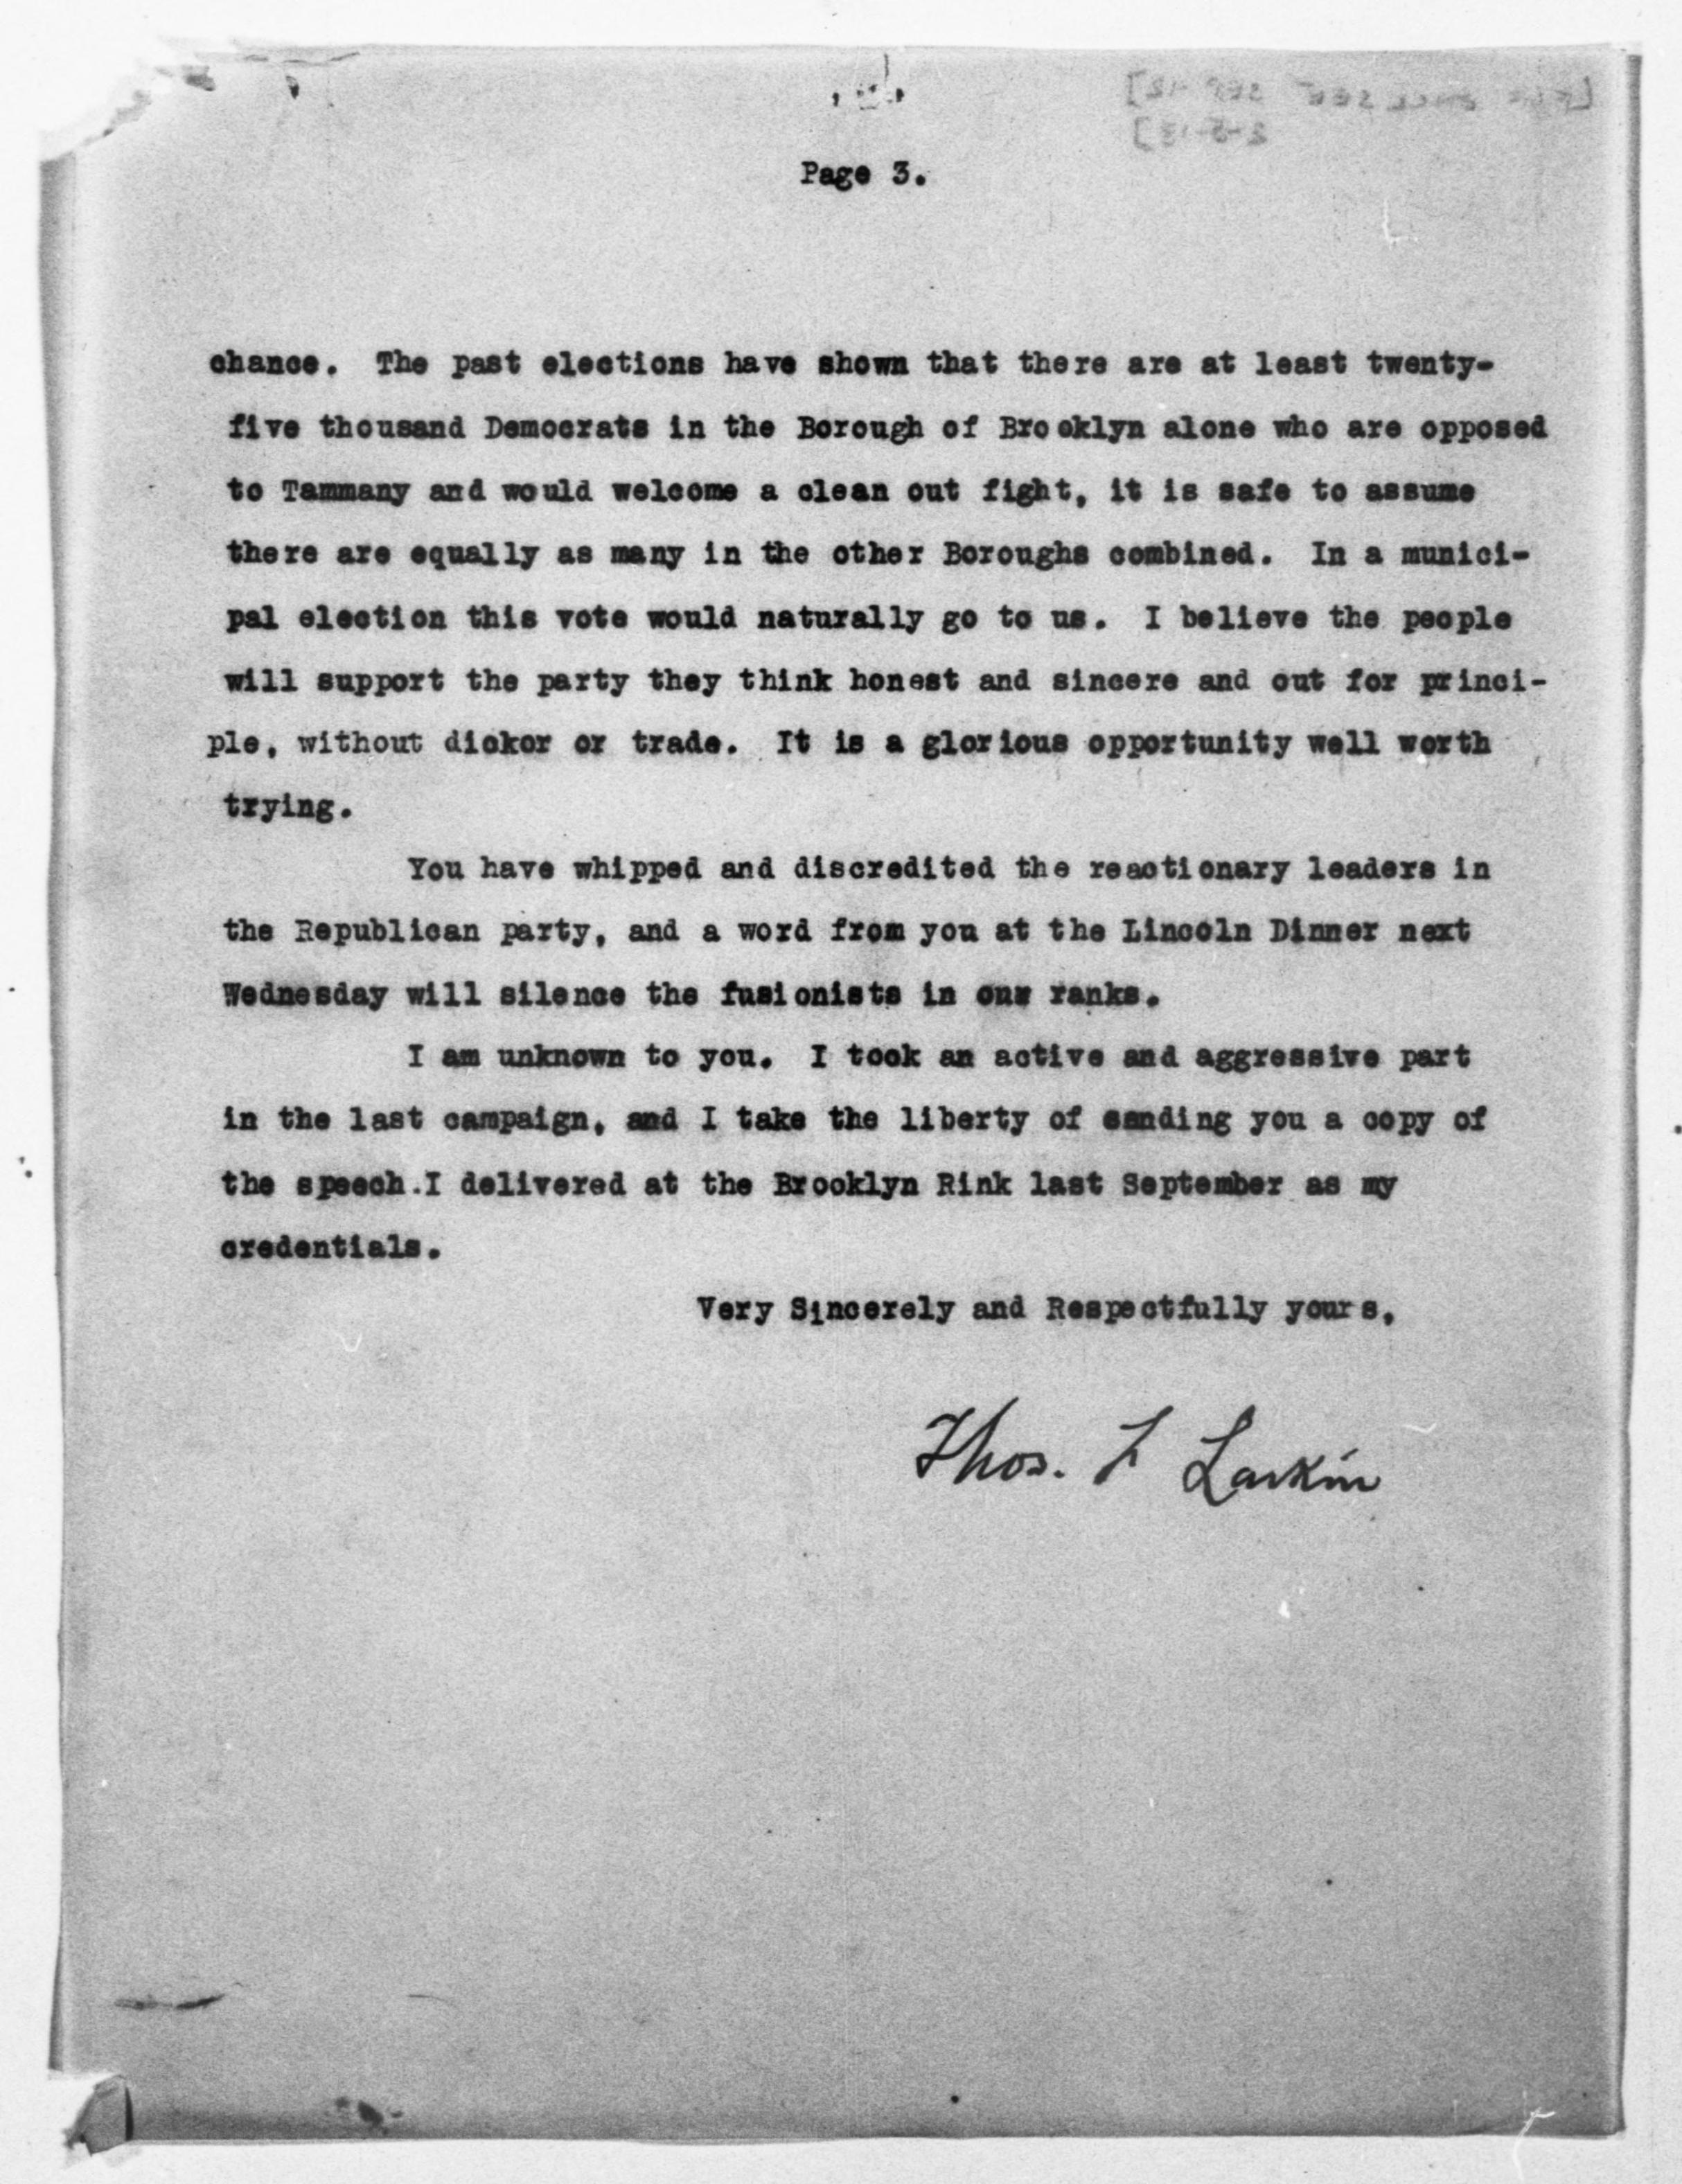 Page 3.
chance. The past elections have shown that there are at least twenty-
five thousand Democrats in the Borough of Brooklyn alone who are opposed
to Tammany and would welcome a clean out fight, it is safe to assume
there are equally as many in the other Boroughs combined. In a munici-
pal election this vote would naturally go to us. I believe the people
will support the party they think honest and sincere and out for princi-
ple, without dickor or trade. It is a glorious opportunity well worth
trying.
You have whipped and discredited the reactionary leaders in
the Republican party, and a word from you at the Lincoln Dinner next
Wednesday will silence the fusionists in our ranks.
I am unknown to you. I took an active and aggressive part
in the last campaign, and I take the liberty of sending you a copy of
the speech.I delivered at the Brooklyn Rink last September as my
credentials.
Very Sincerely and Respectfully yours,
Thos. F Larkin